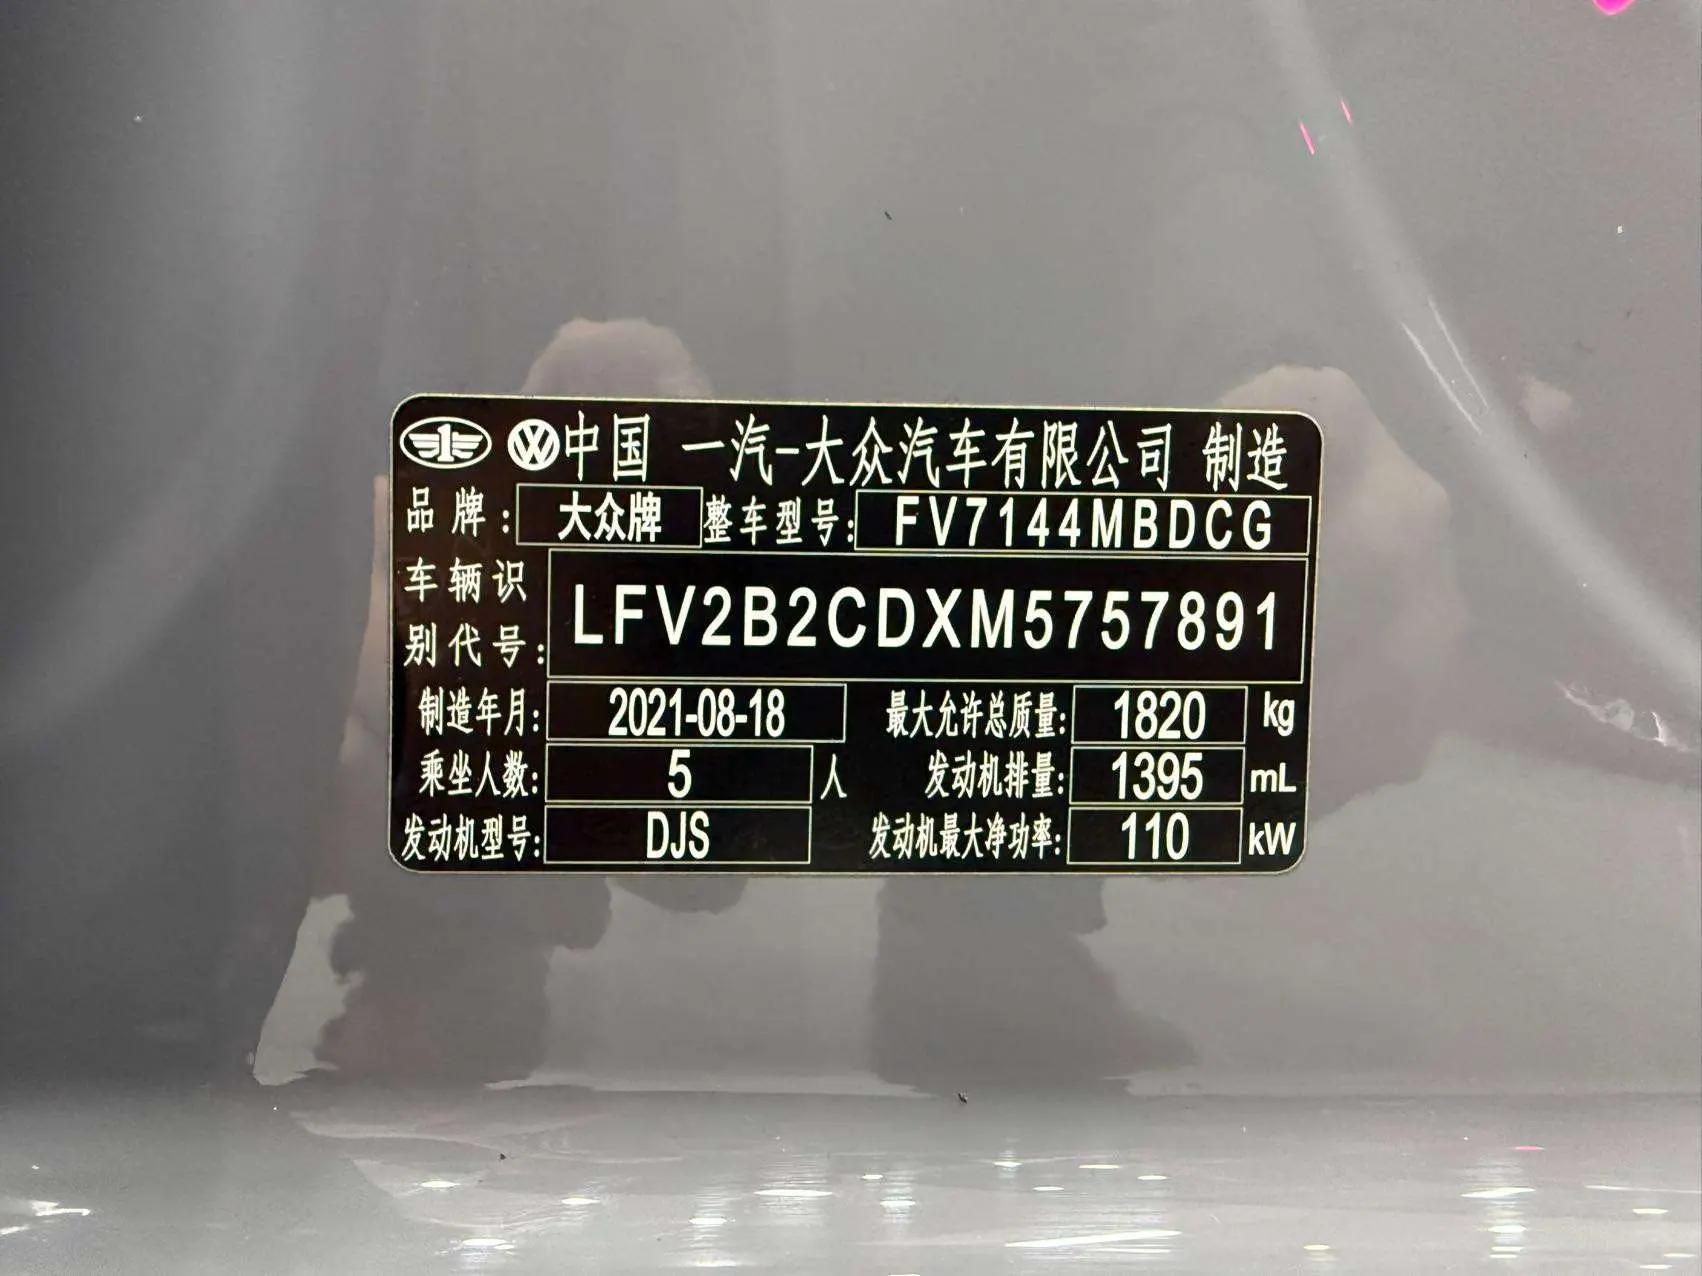 中国 一汽-大众汽车有限公司 制造
品牌: 大众牌 整车型号: FV7144MBDCG
车辆识别代号: LFV2B2CDXM5757891
制造年月: 2021-08-18 最大允许总质量: 1820 kg
乘坐人数: 5 人 发动机排量: 1395 mL
发动机型号: DJS 发动机最大净功率: 110 kW